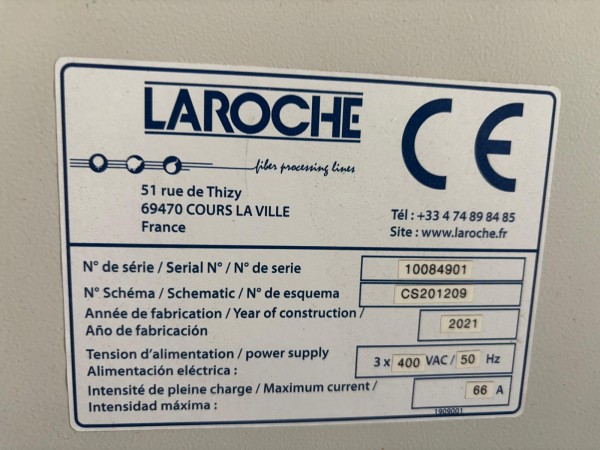 LAROCHE
CE
fiber processing lines
51 rue de Thizy
69470 COURS LA VILLE
France
Tél : +33 4 74 89 84 85
Site : www.laroche.fr
N° de série / Serial N° / N° de serie 10084901
N° Schéma / Schematic / N° de esquema CS201209
Année de fabrication / Year of construction /
Año de fabricación 2021
Tension d'alimentation / power supply
Alimentación eléctrica : 3 x 400 VAC / 50 Hz
Intensité de pleine charge / Maximum current /
Intensidad máxima : 66 A
1909001